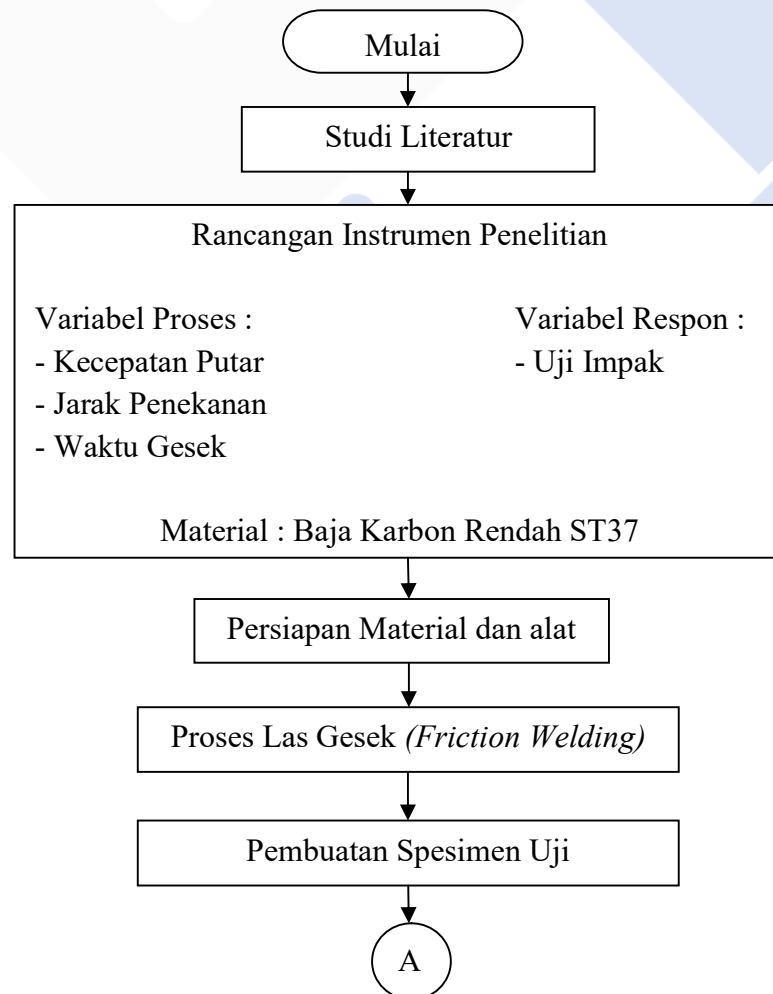 Mulai
Studi Literatur
Rancangan Instrumen Penelitian
Variabel Proses :
- Kecepatan Putar
- Jarak Penekanan
- Waktu Gesek
Variabel Respon :
- Uji Impak
Material : Baja Karbon Rendah ST37
Persiapan Material dan alat
Proses Las Gesek (Friction Welding)
Pembuatan Spesimen Uji
A